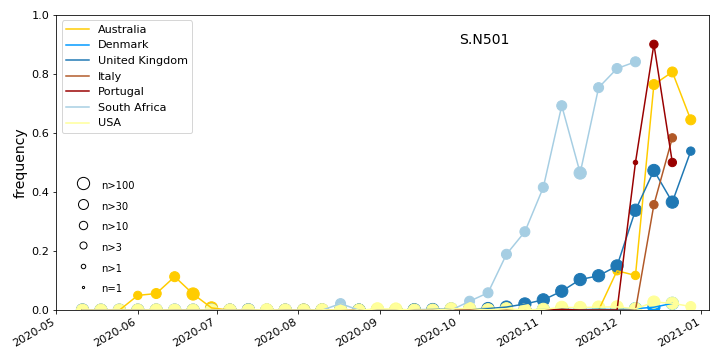 S.N501
Australia
Denmark
United Kingdom
Italy
Portugal
South Africa
USA
n>100
n>30
n>10
n>3
n>1
n=1
frequency
1.0
0.8
0.6
0.4
0.2
0.0
2020-05
2020-06
2020-07
2020-08
2020-09
2020-10
2020-11
2020-12
2021-01